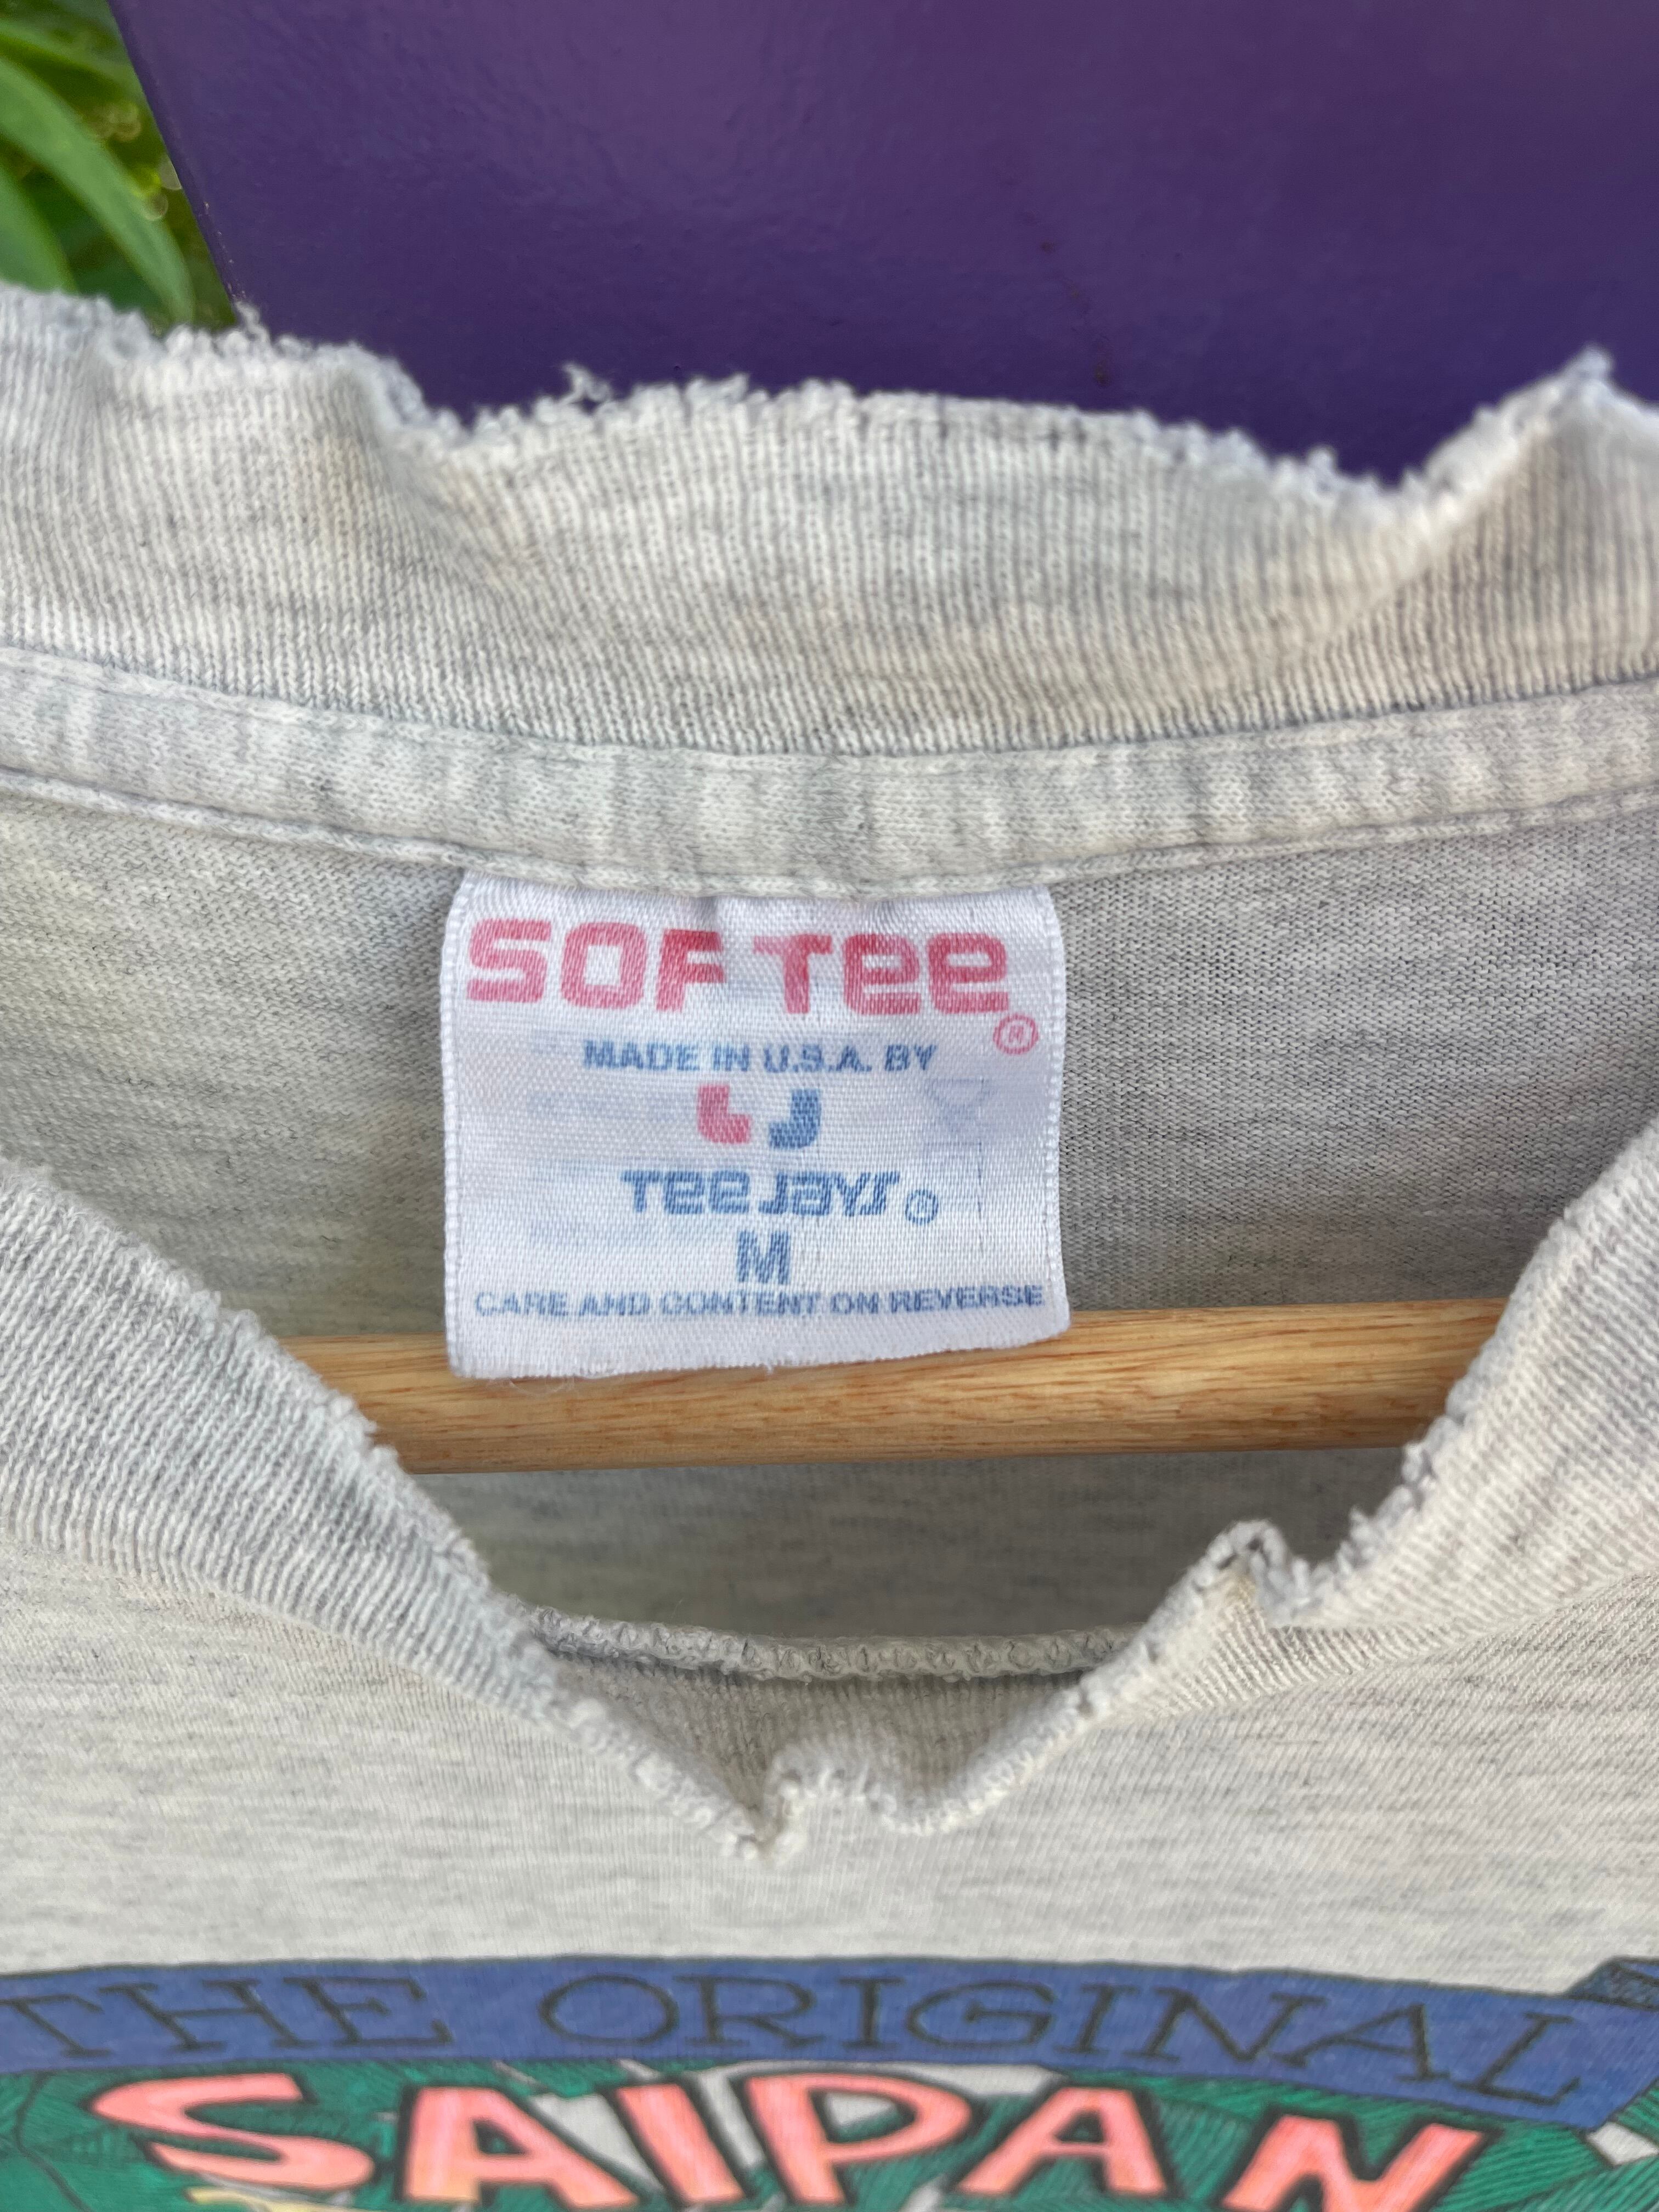 SOF TEE ®
MADE IN U.S.A. BY
TJ
TEE JAYS ®
M
CARE AND CONTENT ON REVERSE
THE ORIGINAL
SAIPAN